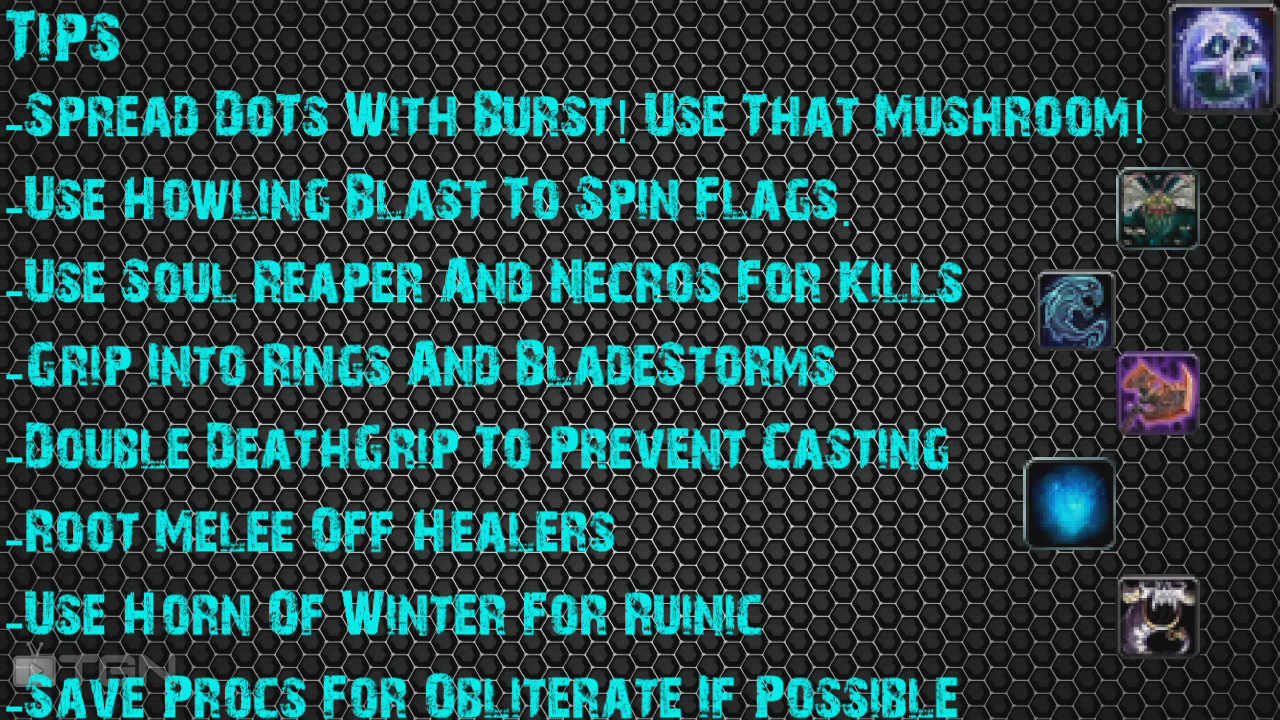 Tips
-Spread DoTs With Burst! Use That Mushroom!
-Use Howling Blast To Spin Flags.
-Use Soul Reaper And Necros For Kills
-Grip Into Rings And BladeStorms
-Double DeathGrip To Prevent Casting
-Root Melee Off Healers
-Use Horn Of Winter For Ruinic
TGN
-Save Procs For Obliterate If Possible